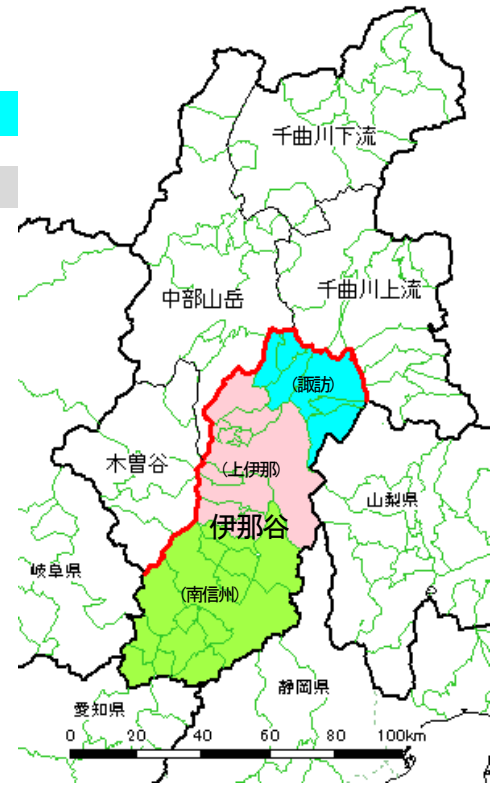 千曲川下流
中部山岳
千曲川上流
(諏訪)
木曽谷
(上伊那)
山梨県
伊那谷
岐阜県
(南信州)
静岡県
愛知県
0 20 40 60 80 100km